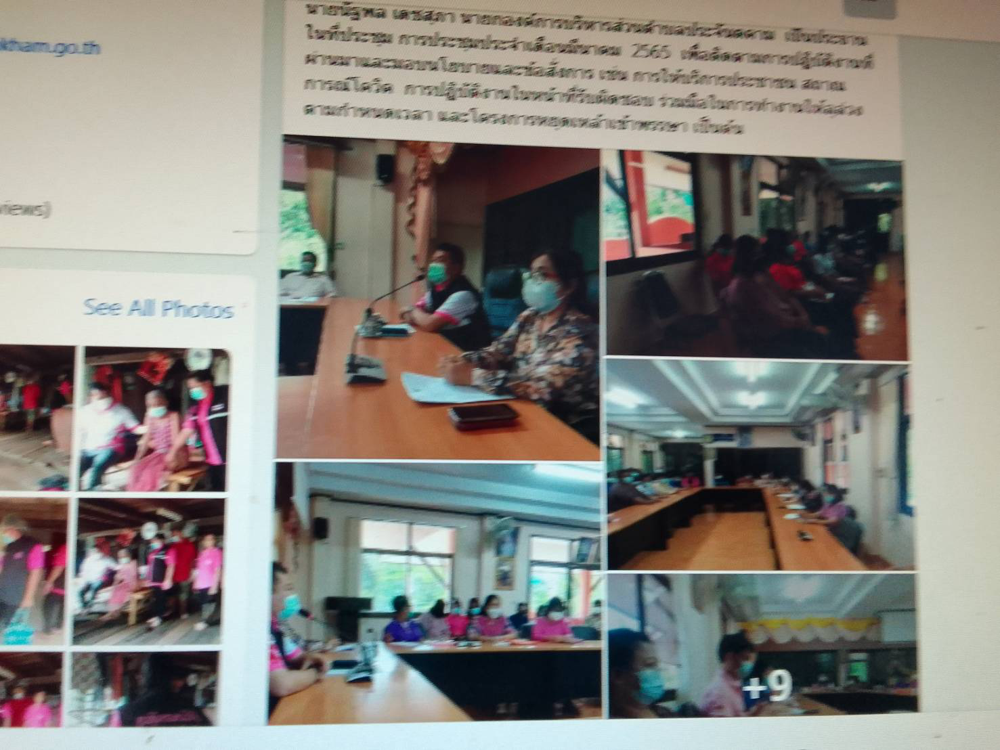 นายนัฐพล เดชสุภา นายกองค์การบริหารส่วนตำบลประจันตคาม เป็นประธาน
ในที่ประชุม การประชุมประจำเดือนมีนาคม 2565 เพื่อติดตามการปฏิบัติงานที่
ผ่านมาและมอบนโยบายและข้อสั่งการ เช่น การให้บริการประชาชน สถาณ
การณ์โควิด การปฏิบัติงานในหน้าที่รับผิดชอบ ร่วมมือในการทำงานให้ลุล่วง
ตามกำหนดเวลา และโครงการหยุดเหล้าเข้าพรรษา เป็นต้น
kham.go.th
views)
See All Photos
+9